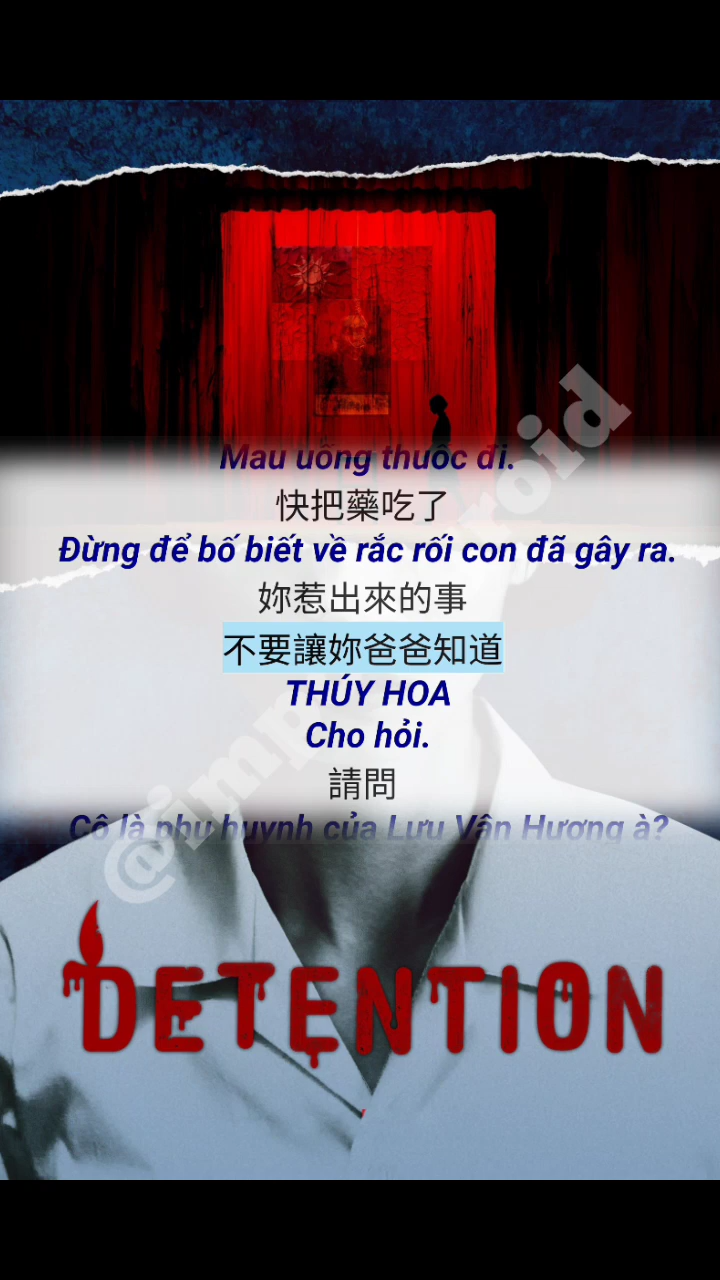 Mau uống thuốc đi.
快把藥吃了
Đừng để bố biết về rắc rối con đã gây ra.
妳惹出來的事
不要讓妳爸爸知道
THÚY HOA
Cho hỏi.
請問
Cô là phụ huynh của Lưu Vân Hương à?
DETENTION